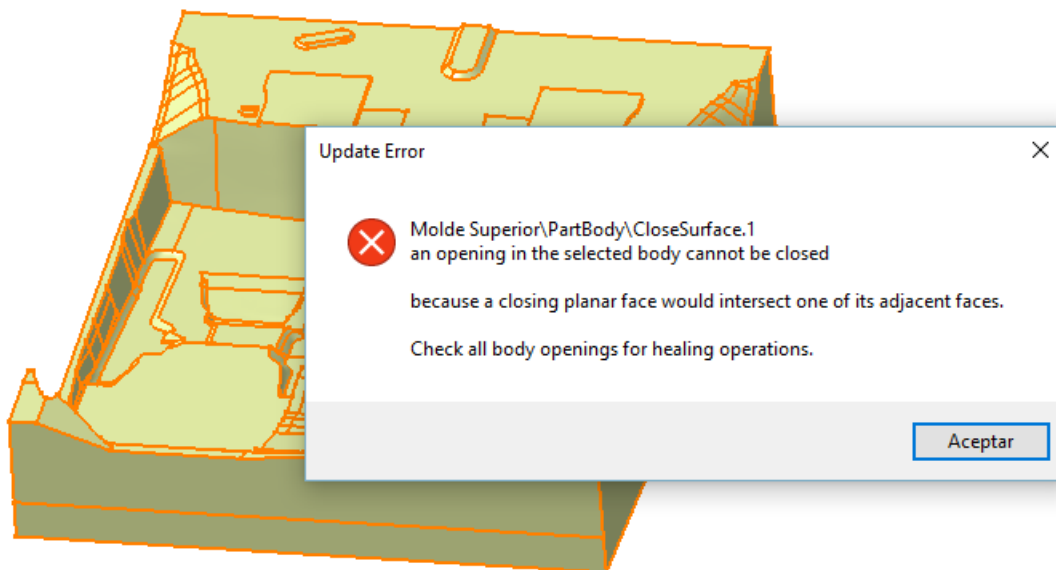 Update Error
Molde Superior\PartBody\CloseSurface.1
an opening in the selected body cannot be closed
because a closing planar face would intersect one of its adjacent faces.
Check all body openings for healing operations.
Aceptar